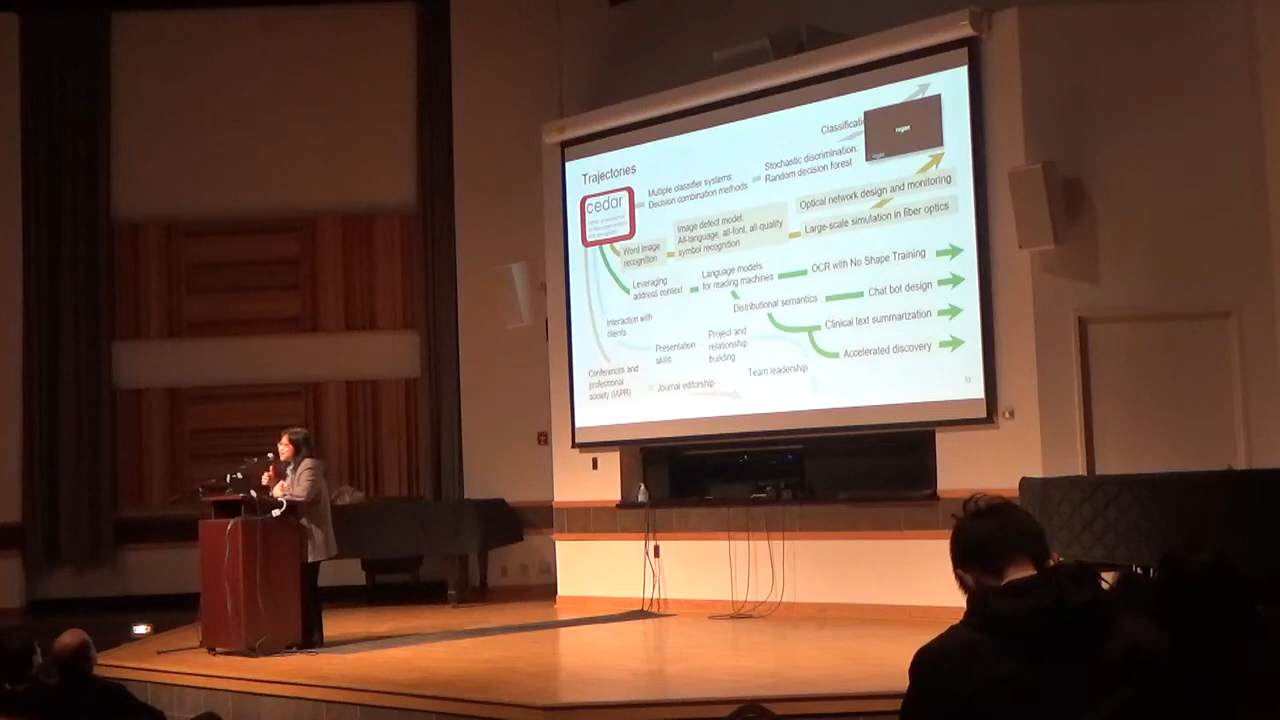 Trajectories
cedar
Multiple classifier systems:
Decision combination methods
Stochastic discrimination:
Random decision forest
regan
regan
Word image
recognition
Image defect model:
All-language, all-font, all-quality
symbol recognition
Optical network design and monitoring
Large-scale simulation in fiber optics
Leveraging
address context
Language models
for reading machines
OCR with No Shape Training
Distributional semantics
Chat bot design
Clinical text summarization
Accelerated discovery
Interaction with
clients
Presentation
skills
Project and
relationship
building
Team leadership
Conferences and
professional
society (IAPR)
Journal editorship